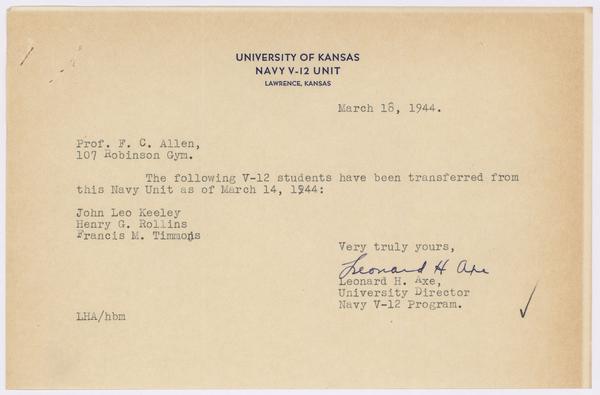 UNIVERSITY OF KANSAS
NAVY V-12 UNIT
LAWRENCE, KANSAS
March 18, 1944.
Prof. F. C. Allen,
107 Robinson Gym.
The following V-12 students have been transferred from
this Navy Unit as of March 14, 1944:
John Leo Keeley
Henry G. Rollins
Francis M. Timmons
Very truly yours,
Leonard H Axe
Leonard H. Axe,
University Director
Navy V-12 Program.
LHA/hbm